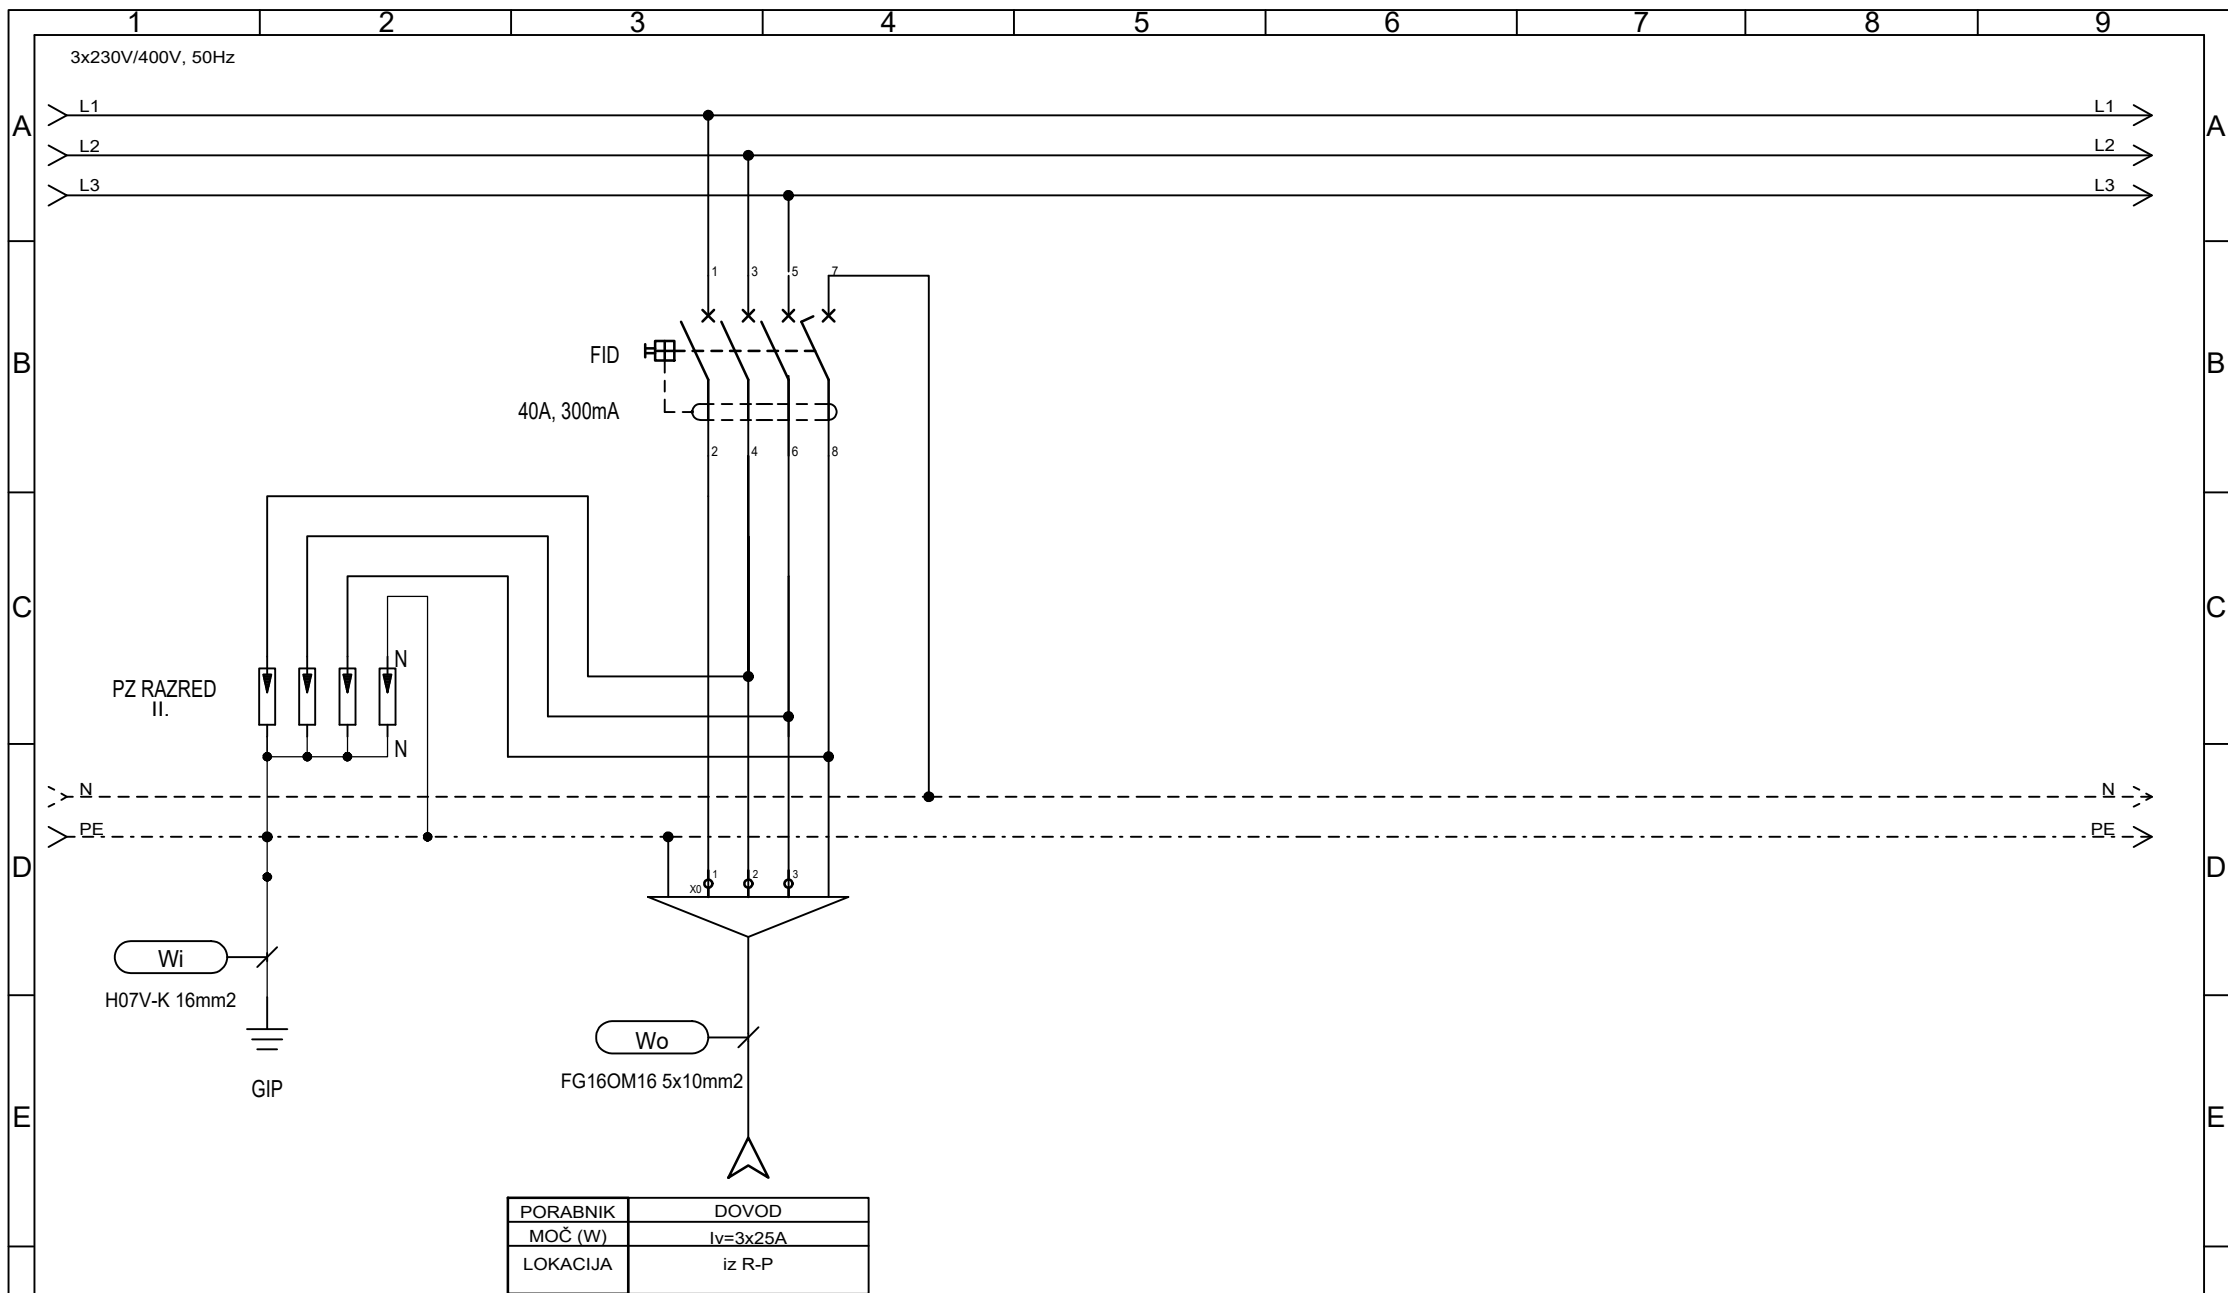 1 2 3 4 5 6 7 8 9
3x230V/400V, 50Hz
L1 L1
A A
L2 L2
L3 L3
1 3 5 7
FID
B B
40A, 300mA
2 4 6 8
C C
N
PZ RAZRED
II.
N
N N
PE PE
D D
X0 1 2 3
Wi
H07V-K 16mm2
Wo
FG16OM16 5x10mm2
GIP
E E
PORABNIK DOVOD
MOČ (W) Iv=3x25A
LOKACIJA iz R-P